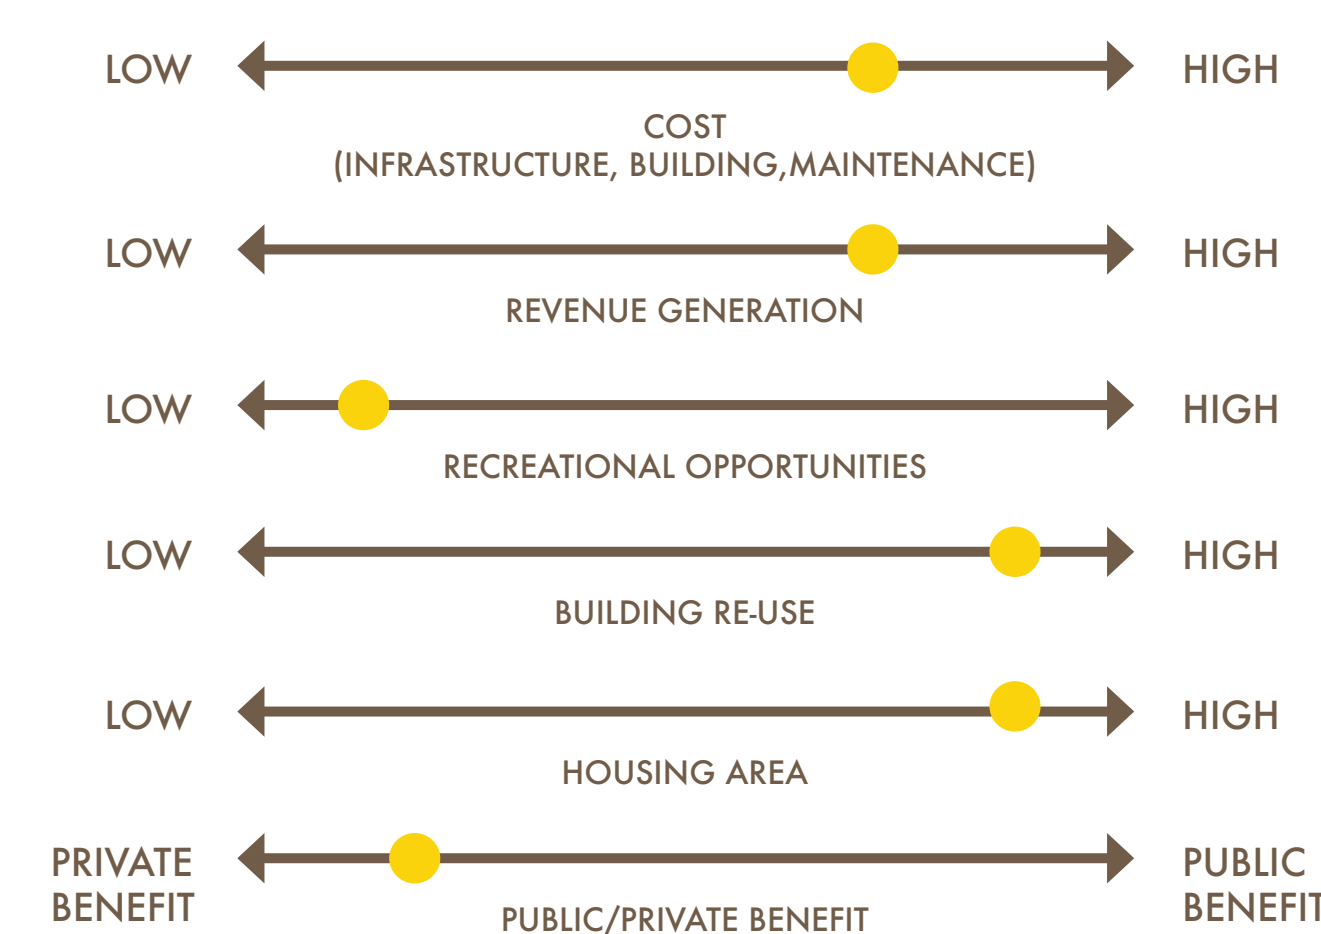 LOW HIGH
COST
(INFRASTRUCTURE, BUILDING,MAINTENANCE)
LOW HIGH
REVENUE GENERATION
LOW HIGH
RECREATIONAL OPPORTUNITIES
LOW HIGH
BUILDING RE-USE
LOW HIGH
HOUSING AREA
PRIVATE PUBLIC
BENEFIT BENEFIT
PUBLIC/PRIVATE BENEFIT